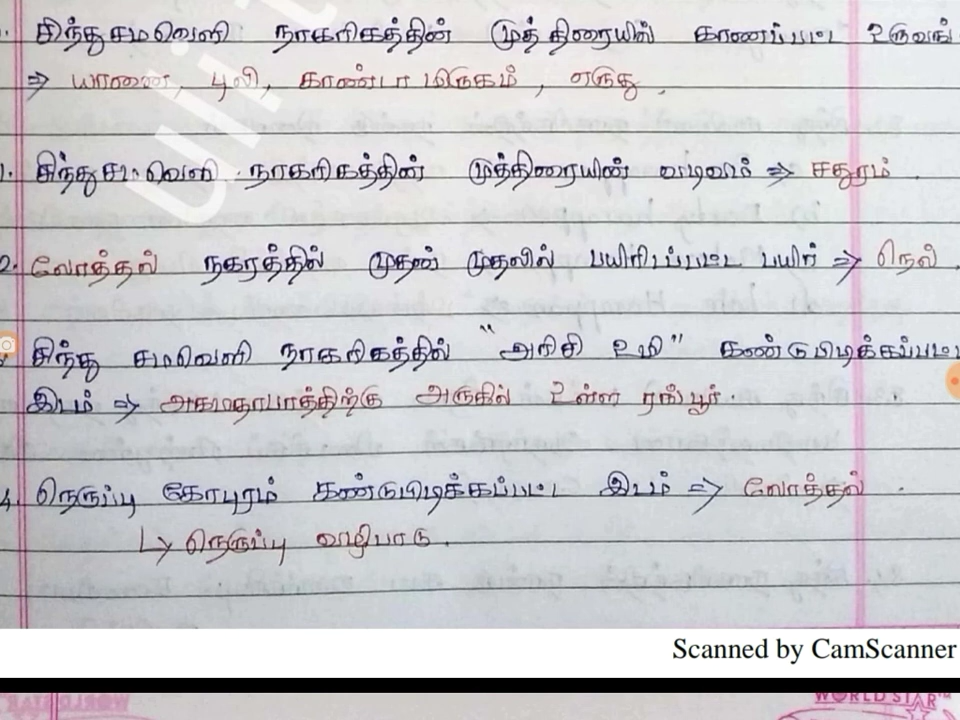 சிந்துசமவெளி நாகரிகத்தின் முத்திரையில் காணப்பட்ட உருவங்
⇒ யானை, புலி, காண்டாமிருகம், எருது.
1. சிந்துசமவெளி நாகரிகத்தின் முத்திரையின் வடிவம் ⇒ சதுரம்.
2. லோத்தல் நகரத்தில் முதன் முதலில் பயிரிடப்பட்ட பயிர் ⇒ நெல்.
சிந்து சமவெளி நாகரிகத்தில் "அரிசி உமி" கண்டுபிடிக்கப்பட்ட
இடம் ⇒ அகமதாபாத்திற்கு அருகில் உள்ள ரங்பூர்.
4. நெருப்பு கோபுரம் கண்டுபிடிக்கப்பட்ட இடம் ⇒ லோத்தல்.
↳ நெருப்பு வழிபாடு.
Scanned by CamScanner
WORLD STAR